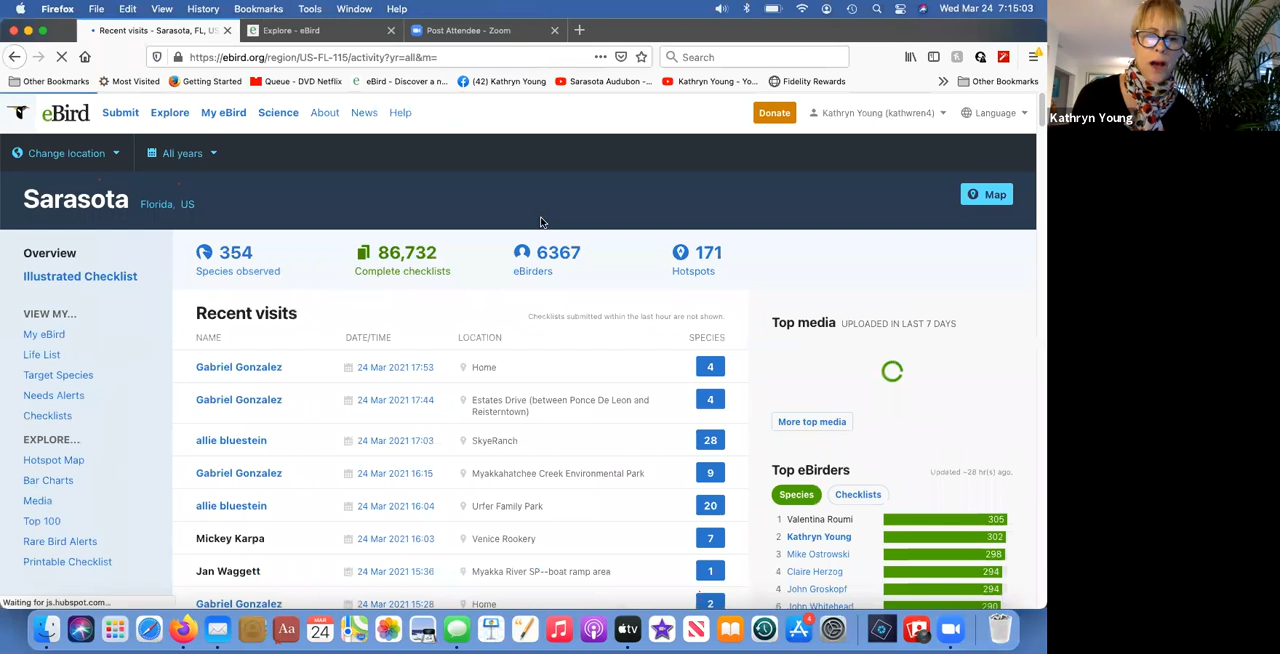 Firefox File Edit View History Bookmarks Tools Window Help Wed Mar 24 7:15:03
Recent visits - Sarasota, FL, US Explore - eBird Post Attendee - Zoom
https://ebird.org/region/US-FL-115/activity?yr=all&m= Search
Other Bookmarks Most Visited Getting Started Queue - DVD Netflix eBird - Discover a n... (42) Kathryn Young Sarasota Audubon -... Kathryn Young - Yo... Fidelity Rewards Other Bookmarks
eBird Submit Explore My eBird Science About News Help Donate Kathryn Young (kathwren4) Language
Kathryn Young
Change location All years
Sarasota Florida, US Map
Overview
Illustrated Checklist
VIEW MY...
My eBird
Life List
Target Species
Needs Alerts
Checklists
EXPLORE...
Hotspot Map
Bar Charts
Media
Top 100
Rare Bird Alerts
Printable Checklist
354 86,732 6367 171
Species observed Complete checklists eBirders Hotspots
Recent visits Checklists submitted within the last hour are not shown.
NAME DATE/TIME LOCATION SPECIES
Gabriel Gonzalez 24 Mar 2021 17:53 Home 4
Gabriel Gonzalez 24 Mar 2021 17:44 Estates Drive (between Ponce De Leon and 4
Reisterntown)
allie bluestein 24 Mar 2021 17:03 SkyeRanch 28
Gabriel Gonzalez 24 Mar 2021 16:15 Myakkahatchee Creek Environmental Park 9
allie bluestein 24 Mar 2021 16:04 Urfer Family Park 20
Mickey Karpa 24 Mar 2021 16:03 Venice Rookery 7
Jan Waggett 24 Mar 2021 15:36 Myakka River SP--boat ramp area 1
Gabriel Gonzalez 24 Mar 2021 15:28 Home 2
Top media UPLOADED IN LAST 7 DAYS
More top media
Top eBirders Updated ~28 hr(s) ago.
Species Checklists
1 Valentina Roumi 305
2 Kathryn Young 302
3 Mike Ostrowski 298
4 Claire Herzog 294
4 John Groskopf 294
6 John Whitehead 290
Waiting for js.hubspot.com...
Aa MAR 24 tv 4